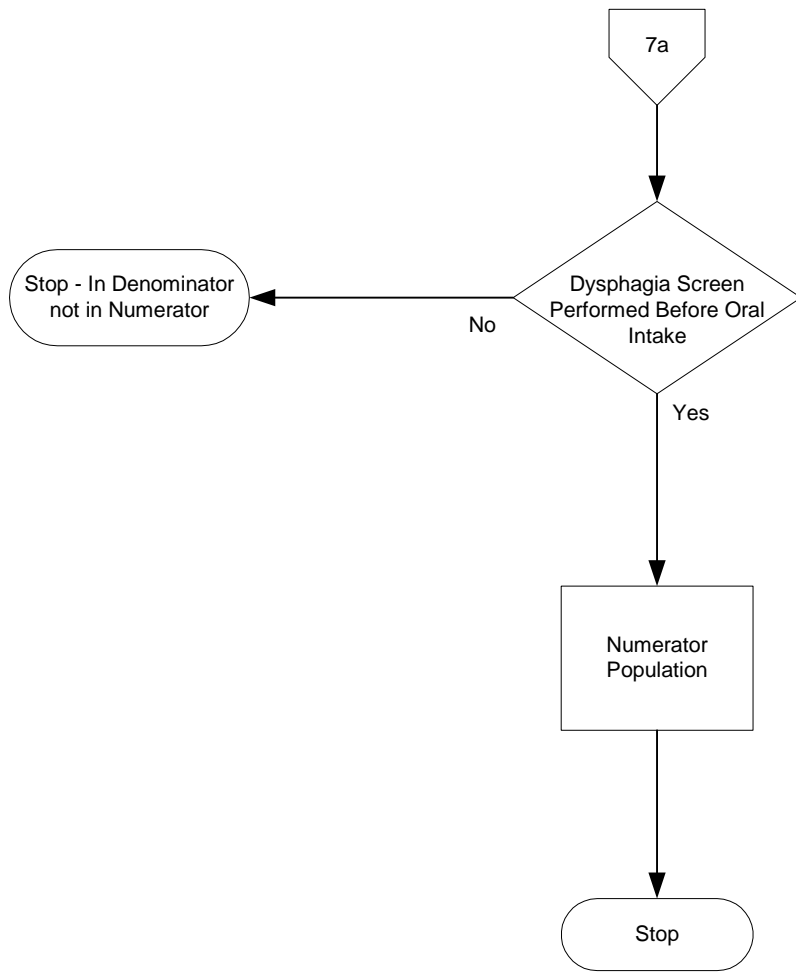 7a
Dysphagia Screen
Performed Before Oral
Intake
Stop - In Denominator
not in Numerator
No
Yes
Numerator
Population
Stop